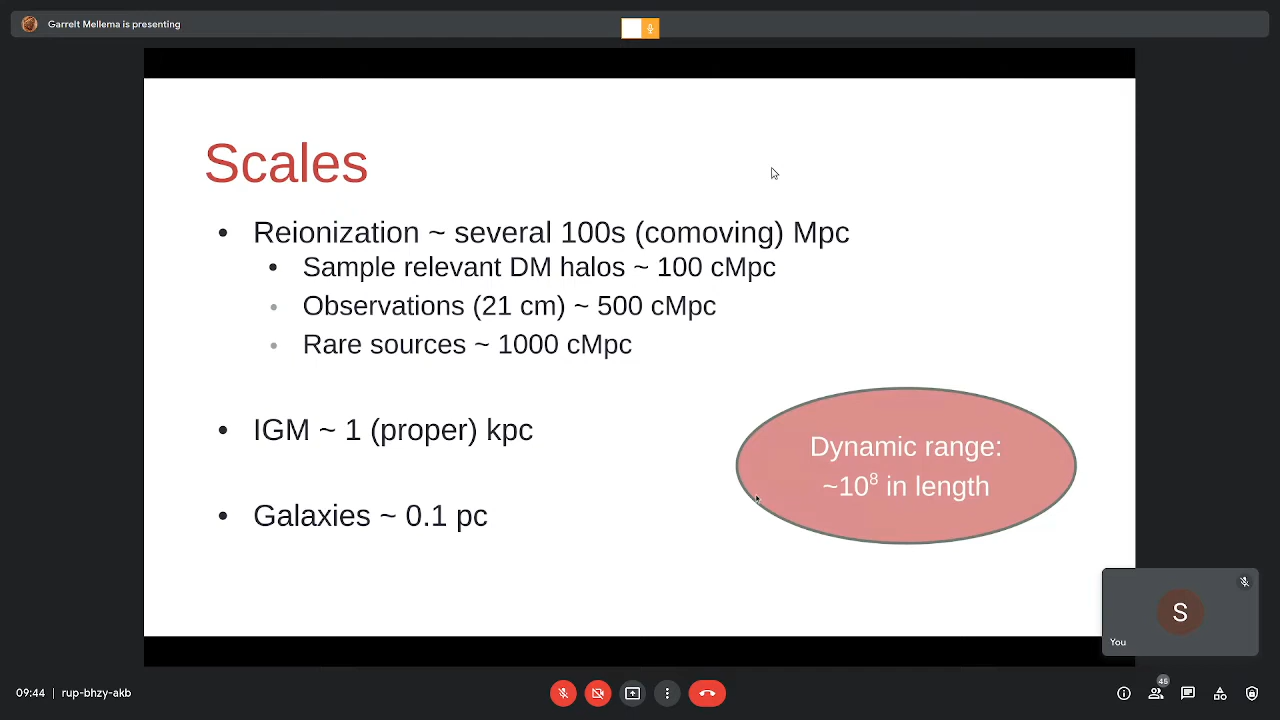 Garrelt Mellema is presenting
Scales
• Reionization ~ several 100s (comoving) Mpc
• Sample relevant DM halos ~ 100 cMpc
• Observations (21 cm) ~ 500 cMpc
• Rare sources ~ 1000 cMpc
• IGM ~ 1 (proper) kpc
• Galaxies ~ 0.1 pc
Dynamic range:
~10⁸ in length
S
You
09:44 | rup-bhzy-akb
46